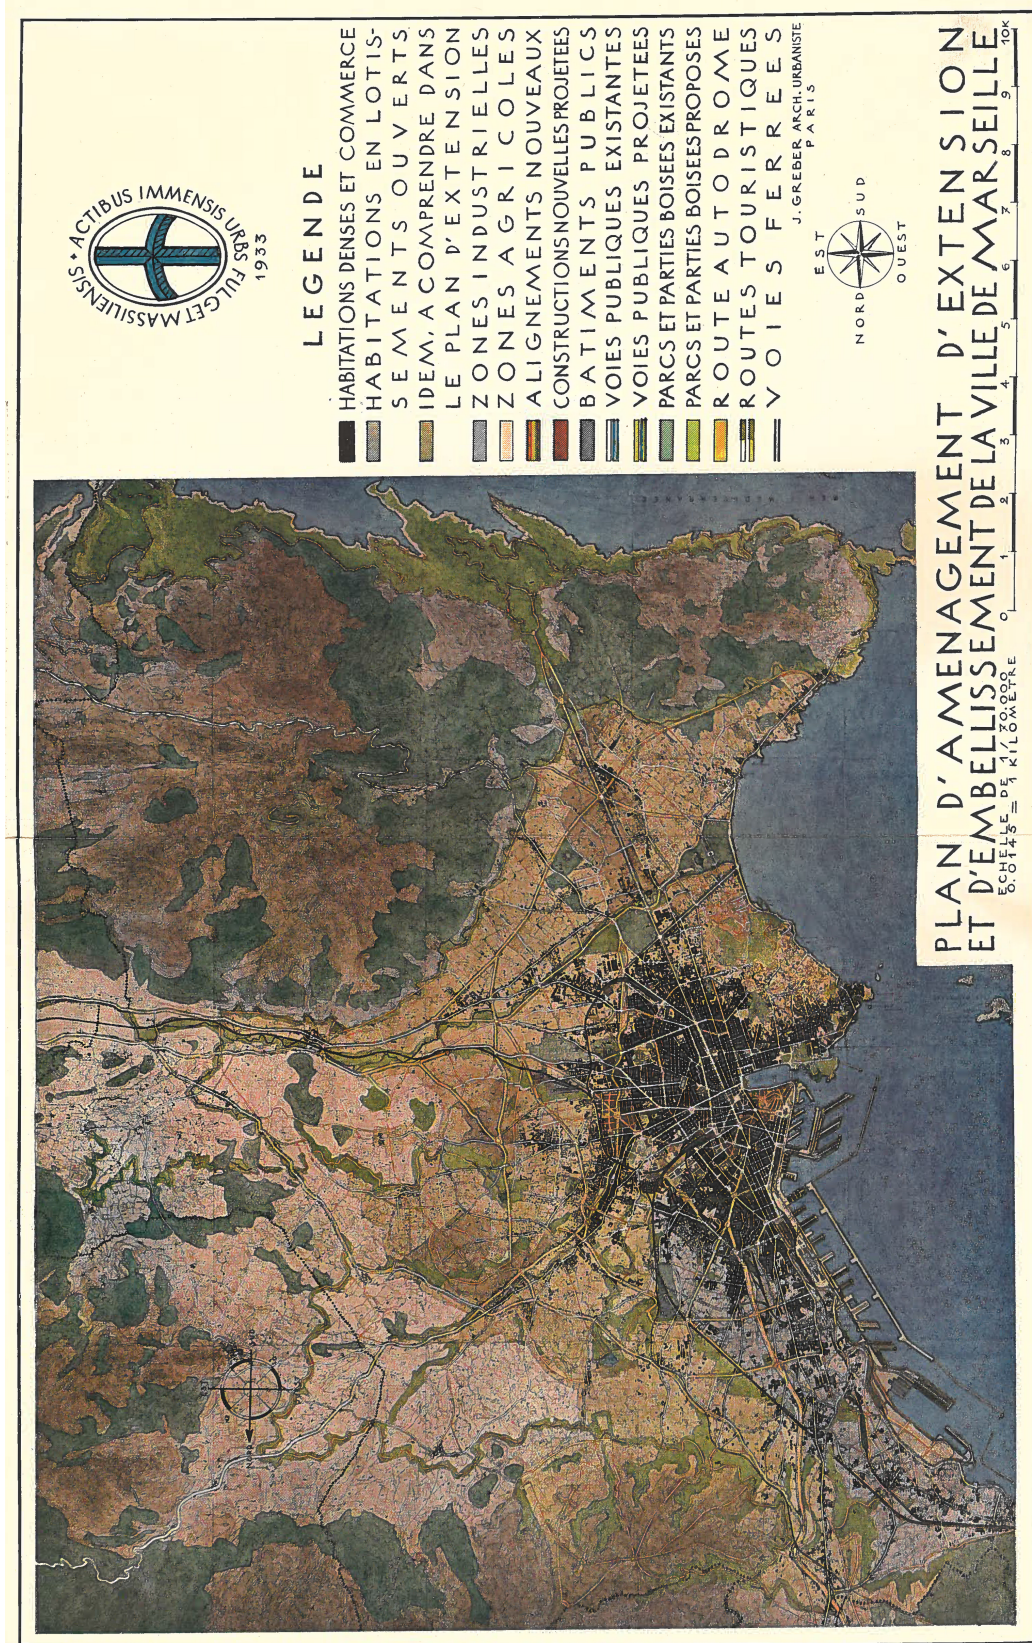 ACTIBUS IMMENSIS URBS FULGET MASSILIENSIS
1933
LEGENDE
HABITATIONS DENSES ET COMMERCE
HABITATIONS EN LOTIS-
SEMENTS OUVERTS
IDEM, A COMPRENDRE DANS
LE PLAN D'EXTENSION
ZONES INDUSTRIELLES
ZONES AGRICOLES
ALIGNEMENTS NOUVEAUX
CONSTRUCTIONS NOUVELLES PROJETEES
BATIMENTS PUBLICS
VOIES PUBLIQUES EXISTANTES
VOIES PUBLIQUES PROJETEES
PARCS ET PARTIES BOISEES EXISTANTS
PARCS ET PARTIES BOISEES PROPOSES
ROUTE AUTODROME
ROUTES TOURISTIQUES
VOIES FERREES
J. GREBER ARCH. URBANISTE
PARIS
EST
NORD
SUD
OUEST
PLAN D'AMENAGEMENT D'EXTENSION
ET D'EMBELLISSEMENT DE LA VILLE DE MARSEILLE
ECHELLE DE 1/70.000
0.0143 = 1 KILOMETRE
0 1 2 3 4 5 6 7 8 9 10K